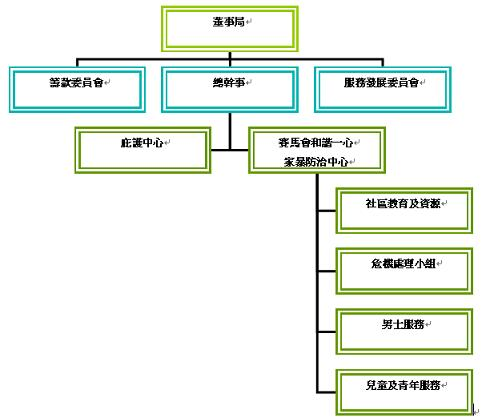 董事局
籌款委員會
總幹事
服務發展委員會
庇護中心
賽馬會和諧一心
家暴防治中心
社區教育及資源
危機處理小組
男士服務
兒童及青年服務